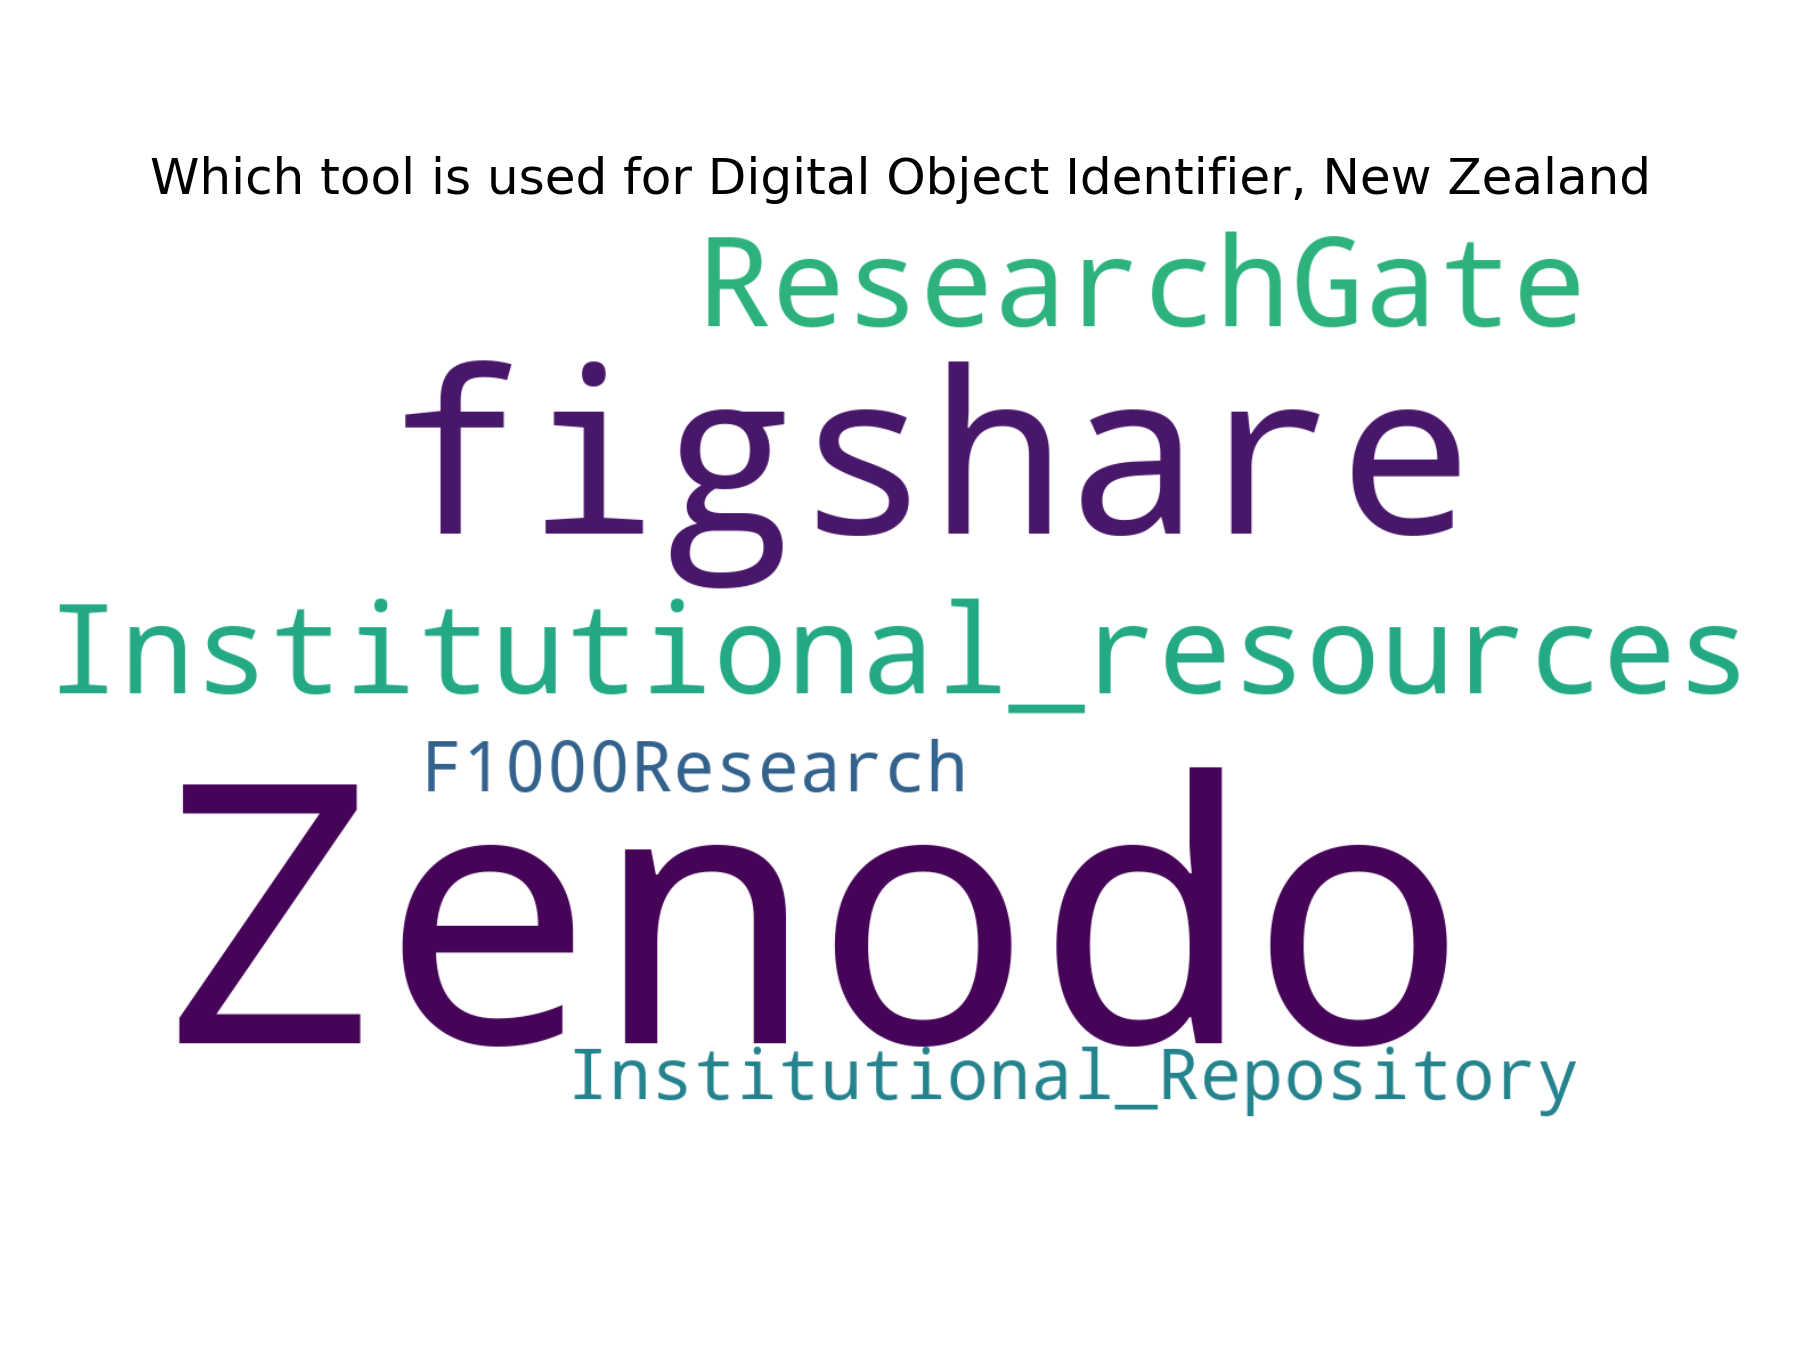 Which tool is used for Digital Object Identifier, New Zealand
ResearchGate
figshare
Institutional_resources
F1000Research
Zenodo
Institutional_Repository